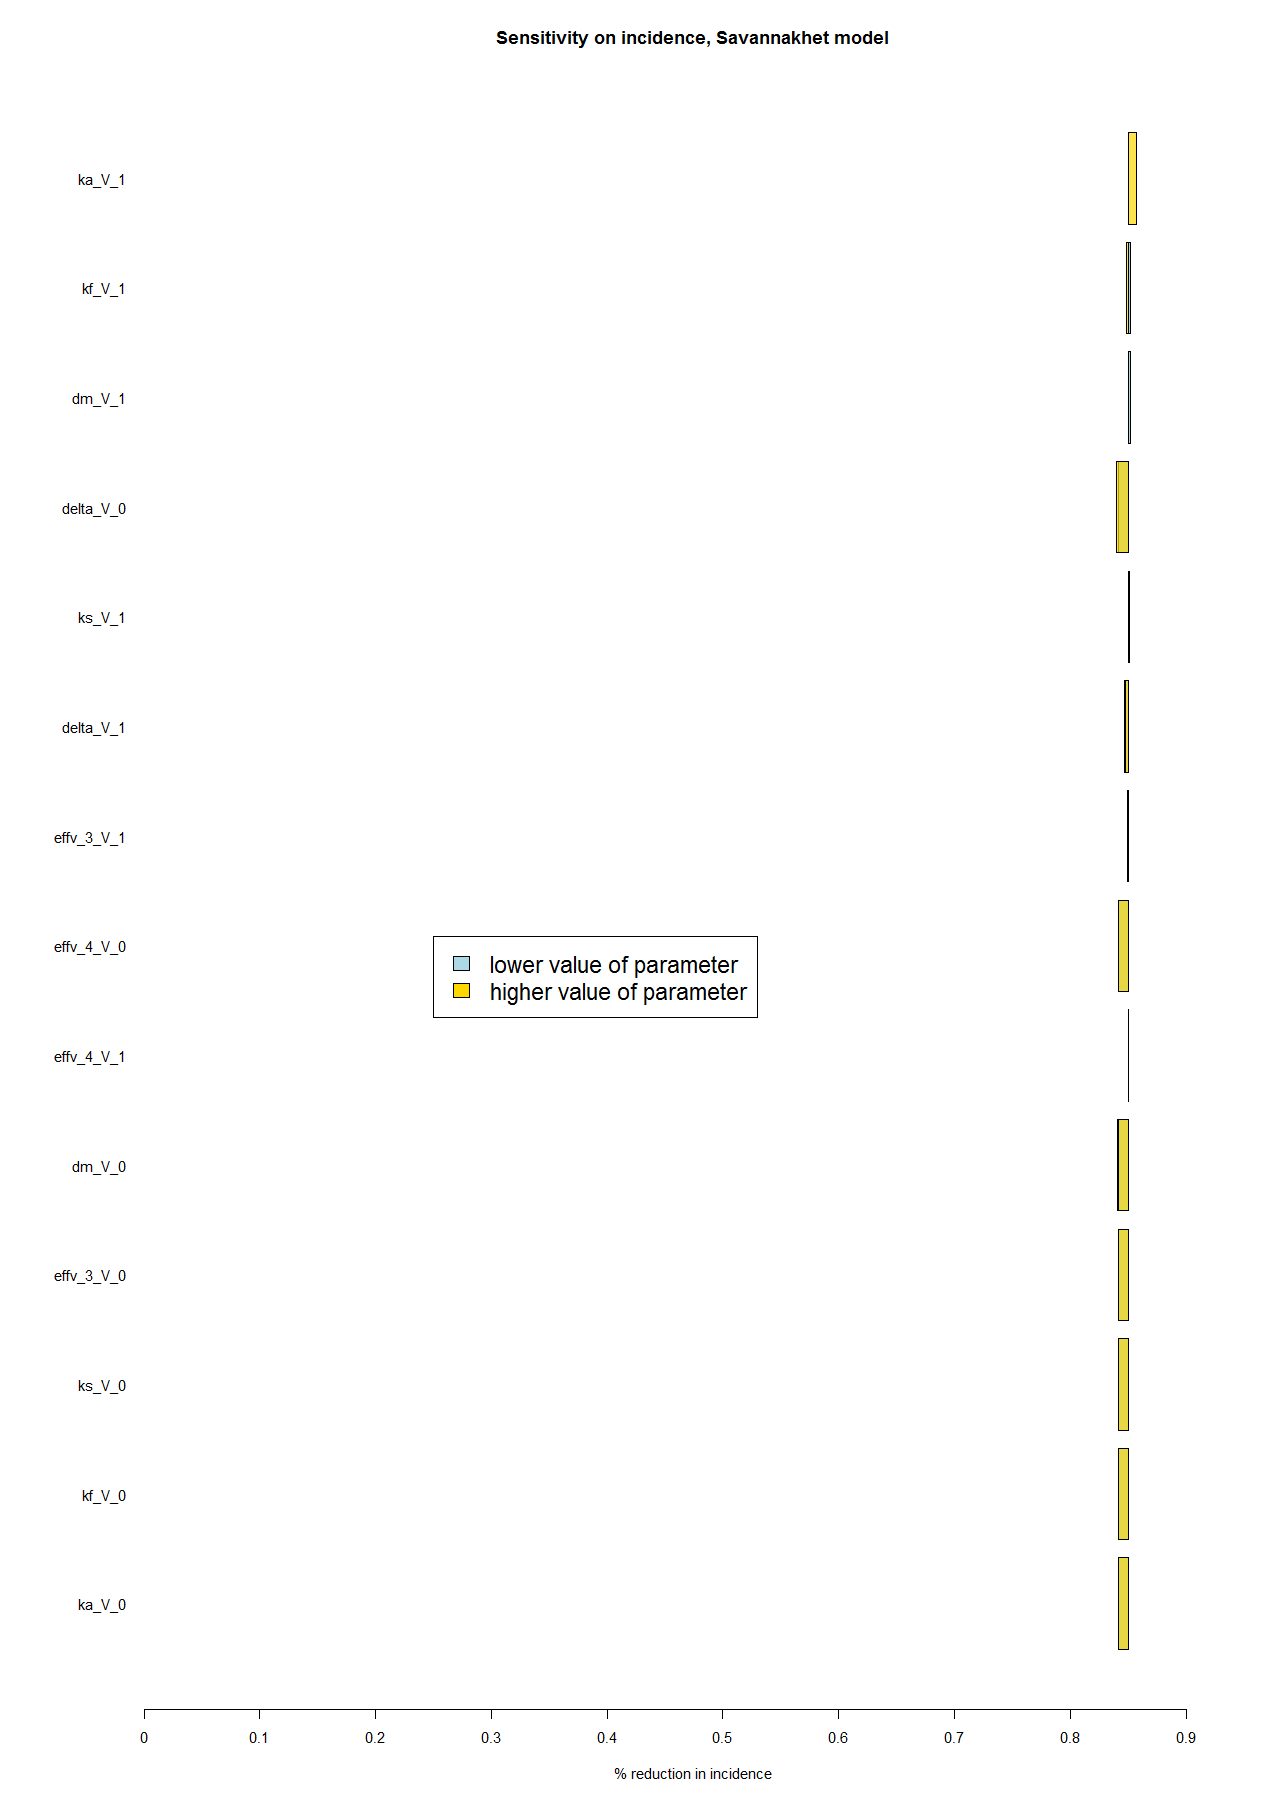 Sensitivity on incidence, Savannakhet model
ka_V_1
kf_V_1
dm_V_1
delta_V_0
ks_V_1
delta_V_1
effv_3_V_1
effv_4_V_0
lower value of parameter
higher value of parameter
effv_4_V_1
dm_V_0
effv_3_V_0
ks_V_0
kf_V_0
ka_V_0
0 0.1 0.2 0.3 0.4 0.5 0.6 0.7 0.8 0.9
% reduction in incidence